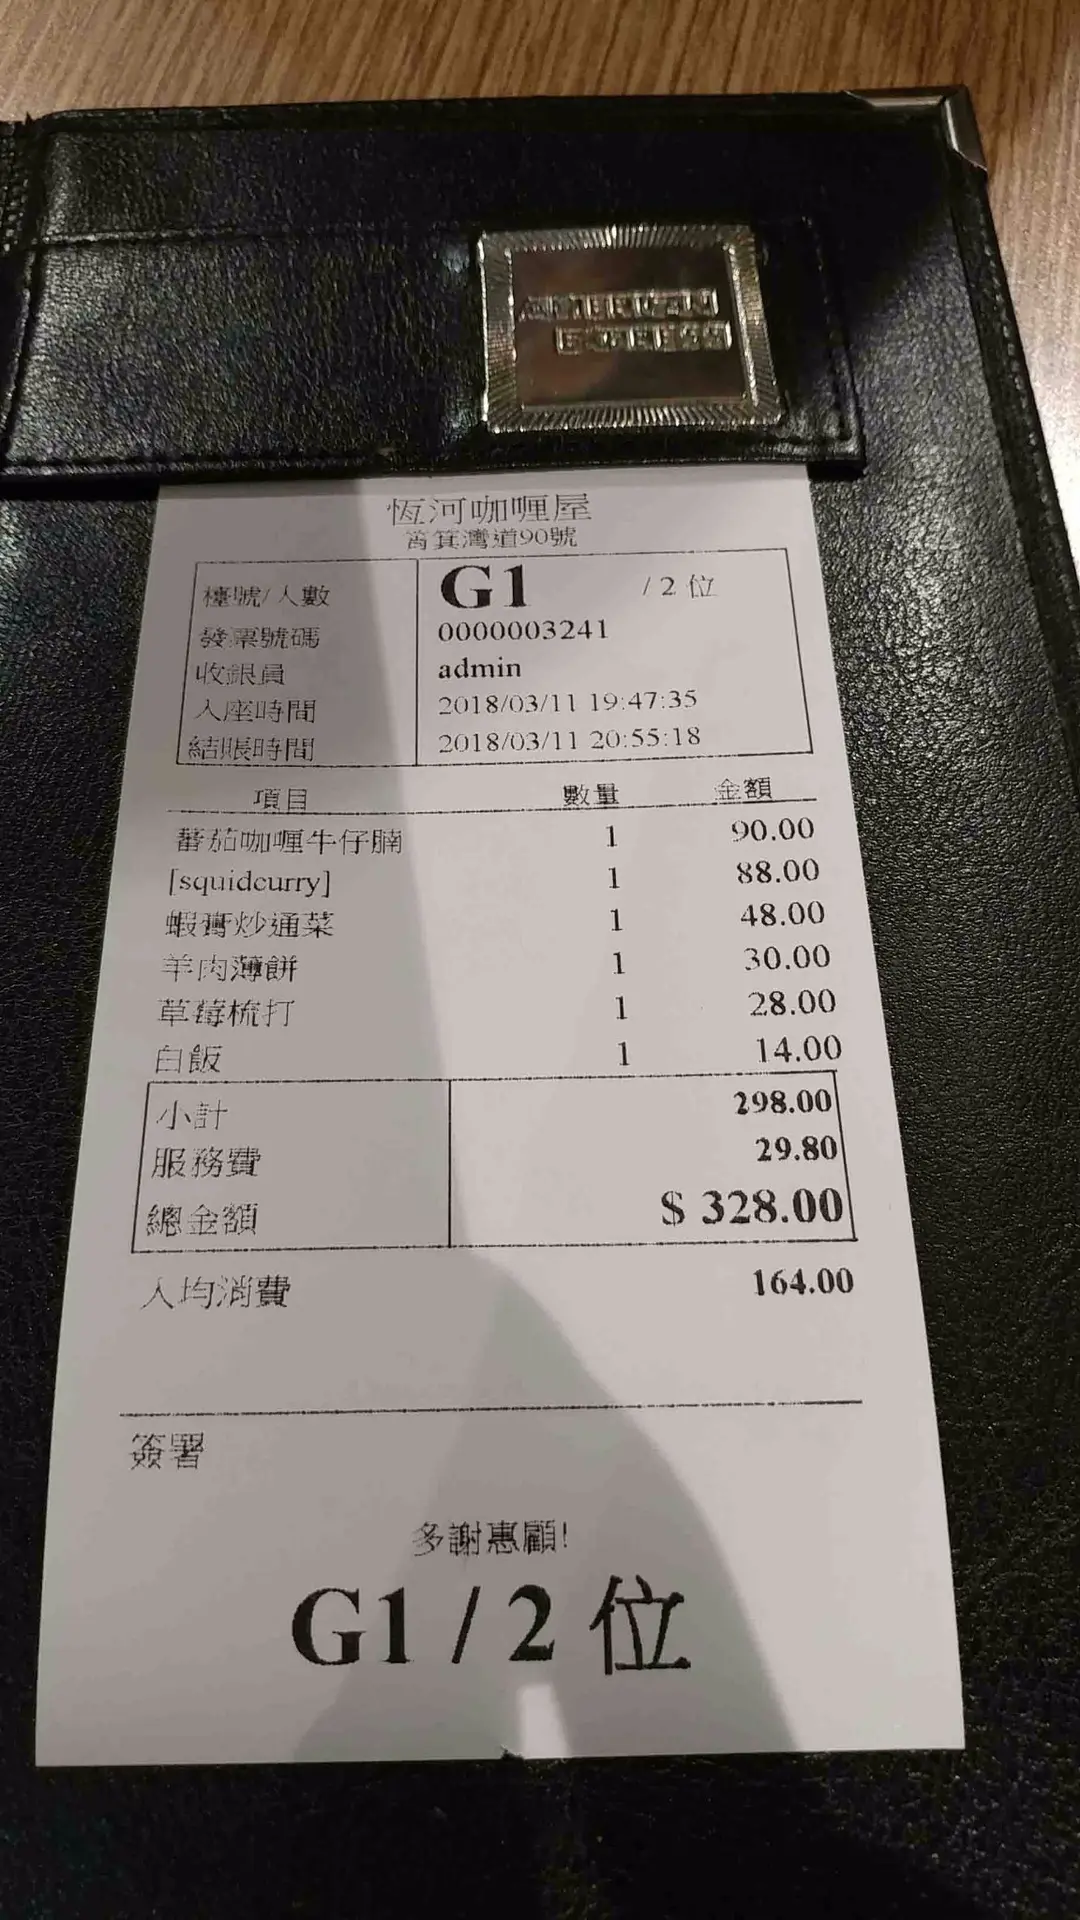 AMERICAN
EXPRESS
恆河咖喱屋
筲箕灣道90號
檯號/人數 G1 / 2 位
發票號碼 0000003241
收銀員 admin
入座時間 2018/03/11 19:47:35
結賬時間 2018/03/11 20:55:18
項目 數量 金額
蕃茄咖喱牛仔腩 1 90.00
[squidcurry] 1 88.00
蝦膏炒通菜 1 48.00
羊肉薄餅 1 30.00
草莓梳打 1 28.00
白飯 1 14.00
小計 298.00
服務費 29.80
總金額 $ 328.00
人均消費 164.00
簽署
多謝惠顧!
G1 / 2 位